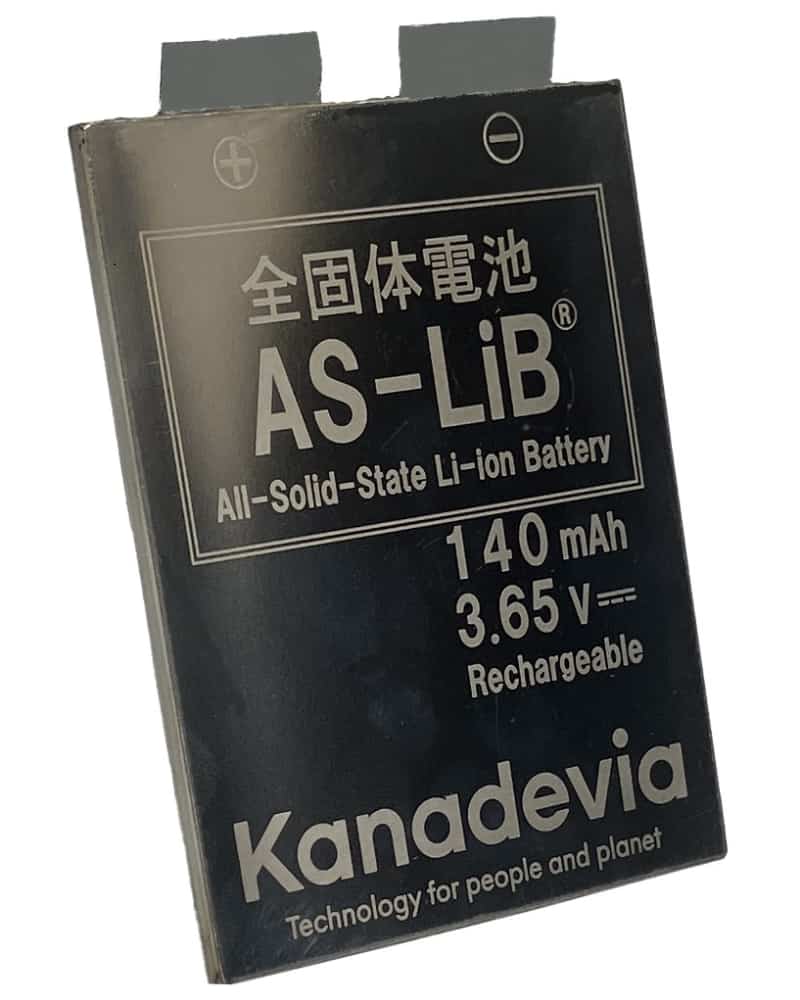 + −
全固体電池
AS-LiB®
All-Solid-State Li-ion Battery
140 mAh
3.65 V⎓
Rechargeable
Kanadevia
Technology for people and planet